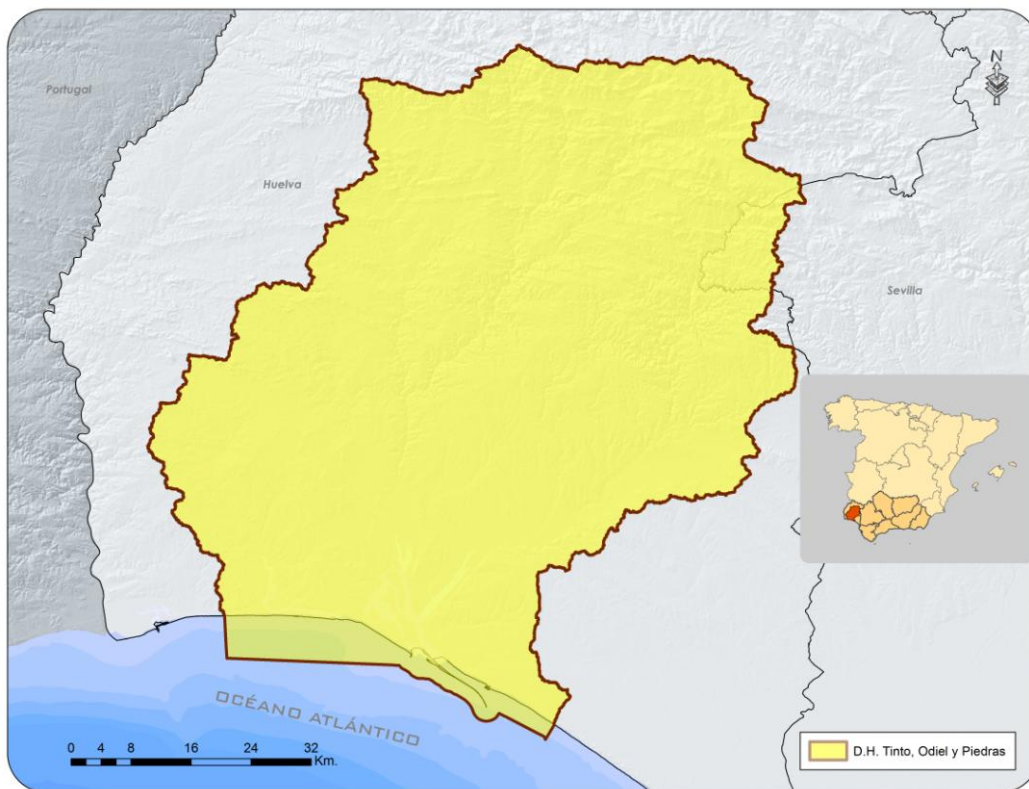 Portugal
N
Huelva
Sevilla
OCÉANO ATLÁNTICO
0 4 8 16 24 32
Km.
D.H. Tinto, Odiel y Piedras